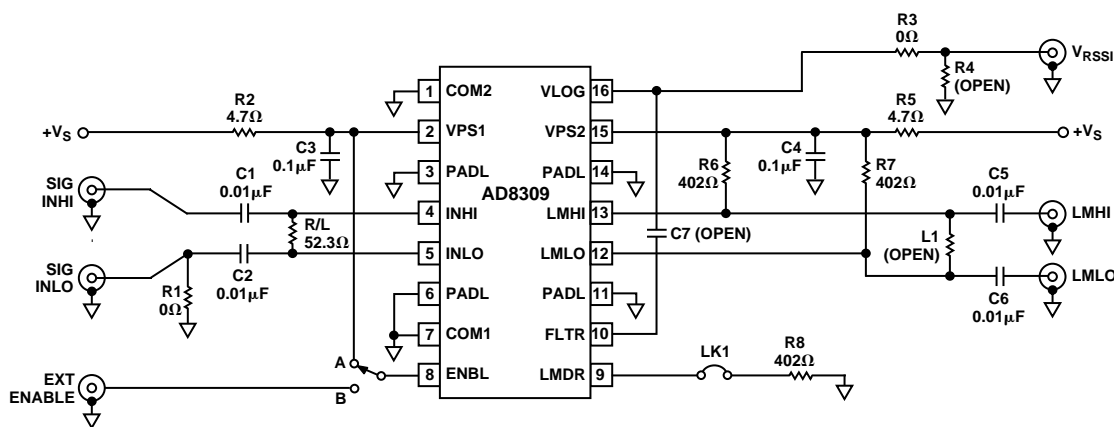 R3
0Ω
V_RSSI
R4
(OPEN)
AD8309
1 COM2
VLOG 16
R2
4.7Ω
R5
4.7Ω
+V_S
2 VPS1
VPS2 15
+V_S
C3
0.1µF
R6
402Ω
C4
0.1µF
R7
402Ω
3 PADL
PADL 14
SIG
INHI
C1
0.01µF
C5
0.01µF
4 INHI
LMHI 13
LMHI
R/L
52.3Ω
C7 (OPEN)
L1
(OPEN)
5 INLO
LMLO 12
SIG
INLO
C2
0.01µF
LMLO
C6
0.01µF
R1
0Ω
6 PADL
PADL 11
7 COM1
FLTR 10
A
B
8 ENBL
LMDR 9
LK1
R8
402Ω
EXT
ENABLE